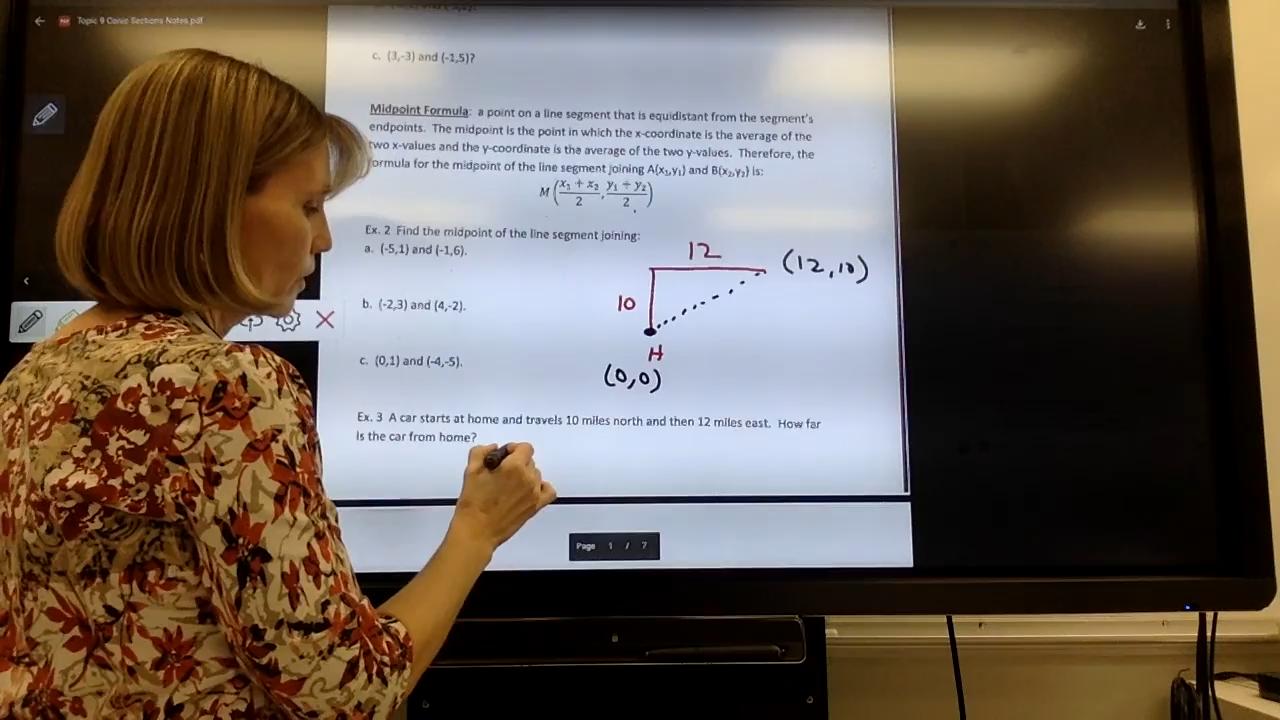 Topic 9 Conic Sections Notes.pdf
c. (3,-3) and (-1,5)?
Midpoint Formula: a point on a line segment that is equidistant from the segment's
endpoints. The midpoint is the point in which the x-coordinate is the average of the
two x-values and the y-coordinate is the average of the two y-values. Therefore, the
formula for the midpoint of the line segment joining A(x₁,y₁) and B(x₂,y₂) is:
M (x₁ + x₂ / 2, y₁ + y₂ / 2)
Ex. 2 Find the midpoint of the line segment joining:
a. (-5,1) and (-1,6).
12
(12,10)
b. (-2,3) and (4,-2).
10
H
c. (0,1) and (-4,-5).
(0,0)
Ex. 3 A car starts at home and travels 10 miles north and then 12 miles east. How far
is the car from home?
Page 1 / 7